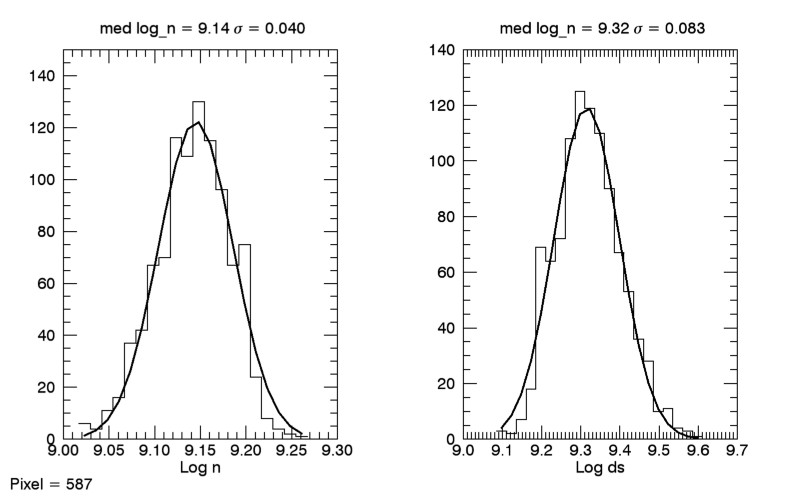 med log_n = 9.14 σ = 0.040
med log_n = 9.32 σ = 0.083
140
120
100
80
60
40
20
0
9.00 9.05 9.10 9.15 9.20 9.25 9.30
Log n
140
120
100
80
60
40
20
0
9.0 9.1 9.2 9.3 9.4 9.5 9.6 9.7
Log ds
Pixel = 587